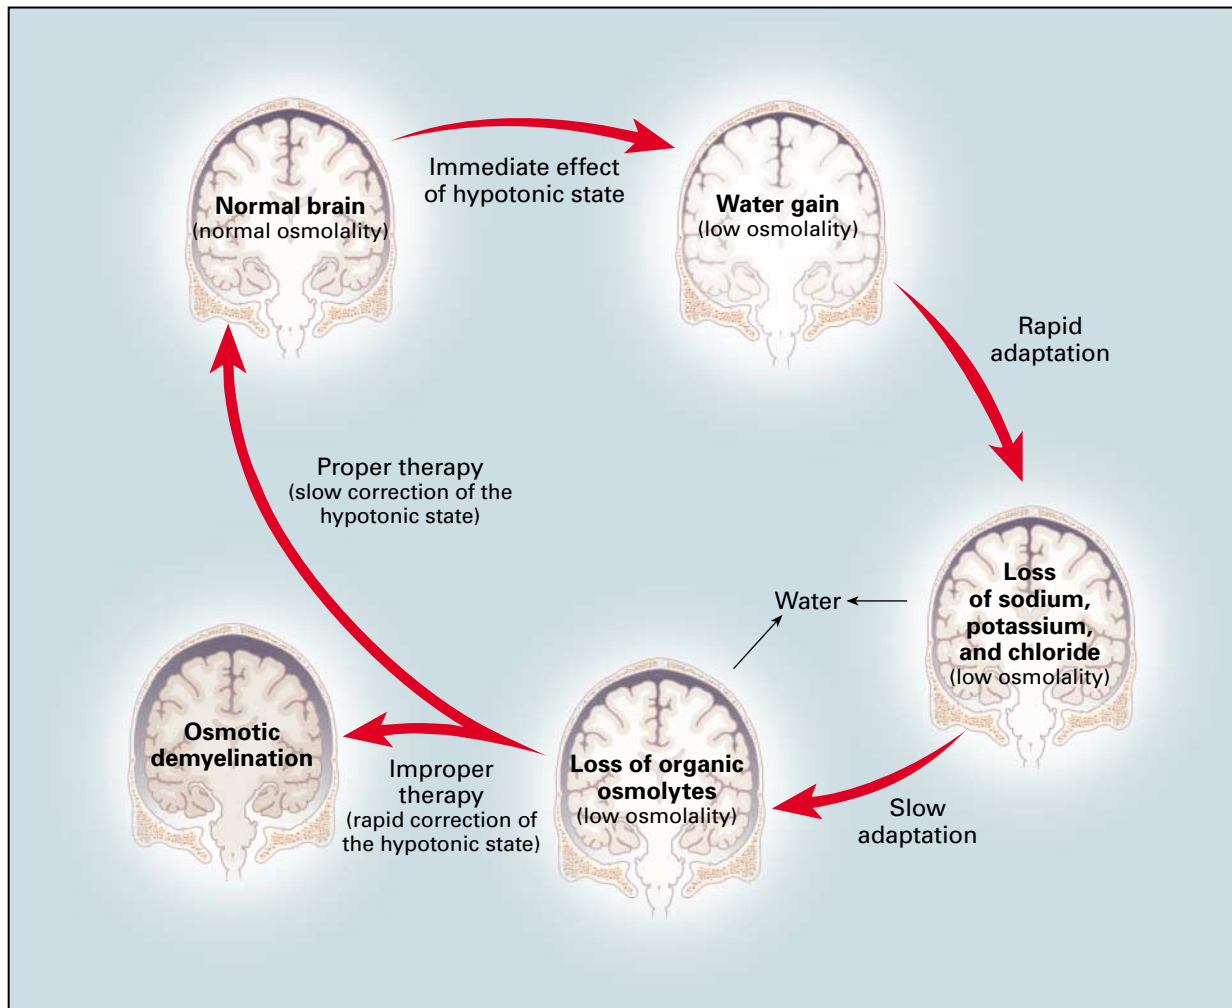 Immediate effect
of hypotonic state
Normal brain
(normal osmolality)
Water gain
(low osmolality)
Rapid
adaptation
Proper therapy
(slow correction of the
hypotonic state)
Water
Loss
of sodium,
potassium,
and chloride
(low osmolality)
Osmotic
demyelination
Improper
therapy
(rapid correction of
the hypotonic state)
Loss of organic
osmolytes
(low osmolality)
Slow
adaptation